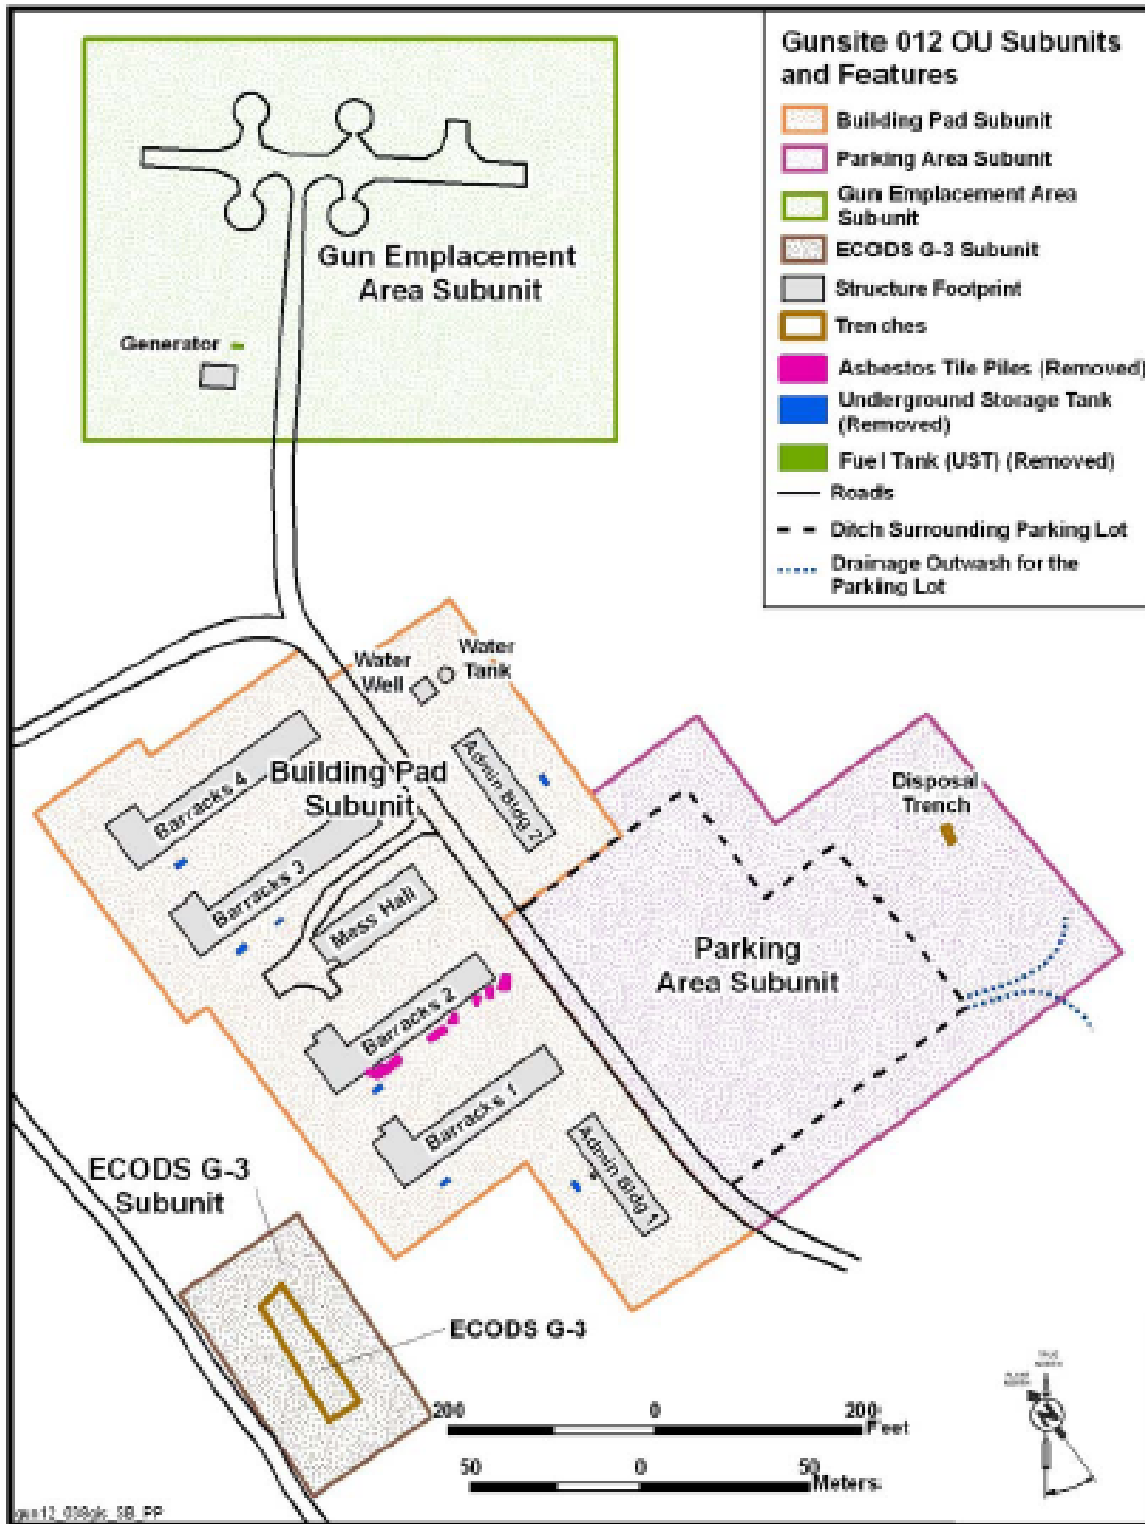 Gunsite 012 OU Subunits
and Features
Building Pad Subunit
Parking Area Subunit
Gun Emplacement Area
Subunit
ECODS G-3 Subunit
Structure Footprint
Trenches
Asbestos Tile Piles (Removed)
Underground Storage Tank
(Removed)
Fuel Tank (UST) (Removed)
Roads
Ditch Surrounding Parking Lot
Drainage Outwash for the
Parking Lot
Gun Emplacement
Area Subunit
Generator
Water
Tank
Water
Well
Admin Bldg 2
Building Pad
Subunit
Barracks 4
Barracks 3
Mess Hall
Barracks 2
Barracks 1
Admin Bldg 1
Disposal
Trench
Parking
Area Subunit
ECODS G-3
Subunit
ECODS G-3
200 0 200
Feet
50 0 50
Meters
TRUE
NORTH
PLANT
NORTH
N